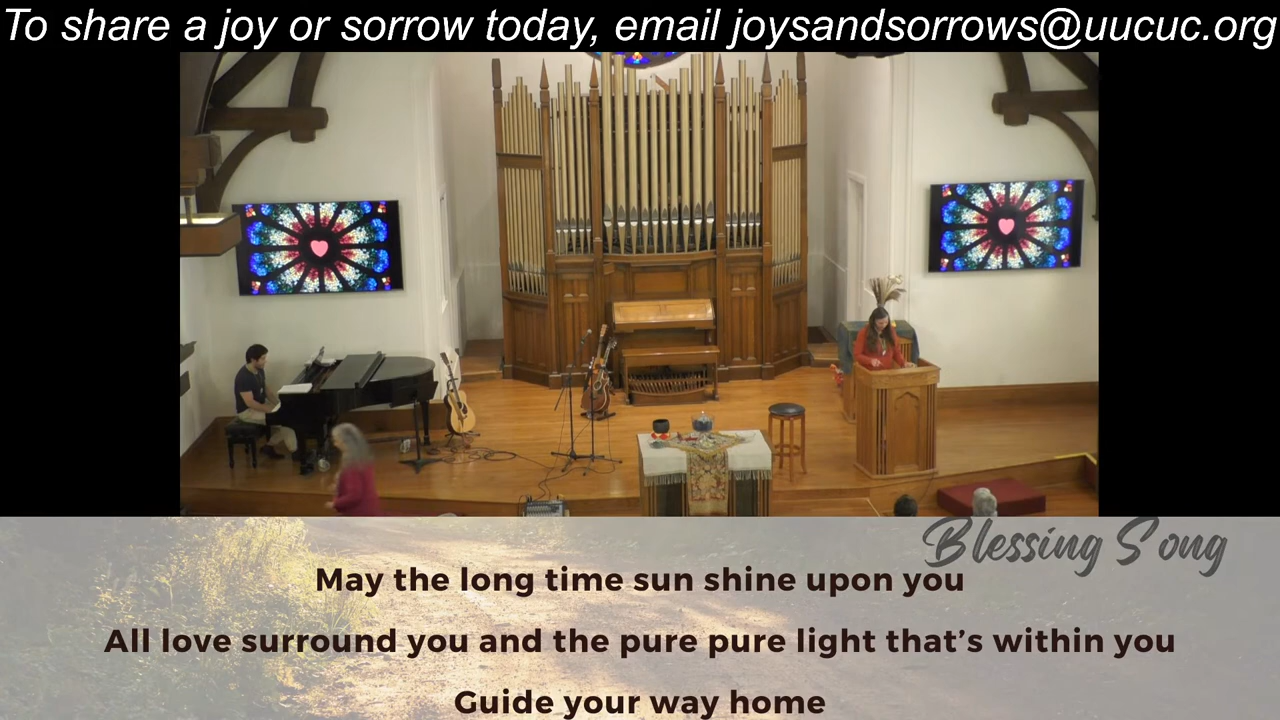 To share a joy or sorrow today, email joysandsorrows@uucuc.org
Blessing Song
May the long time sun shine upon you
All love surround you and the pure pure light that’s within you
Guide your way home